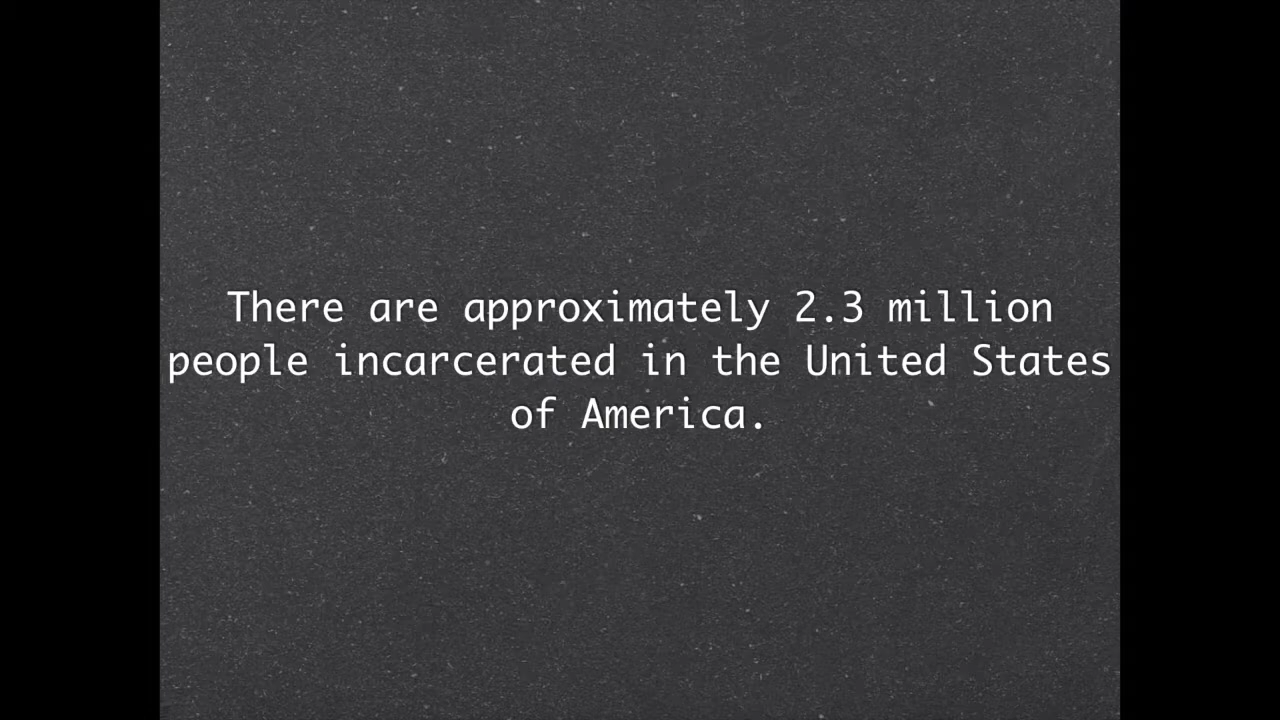 There are approximately 2.3 million
people incarcerated in the United States
of America.